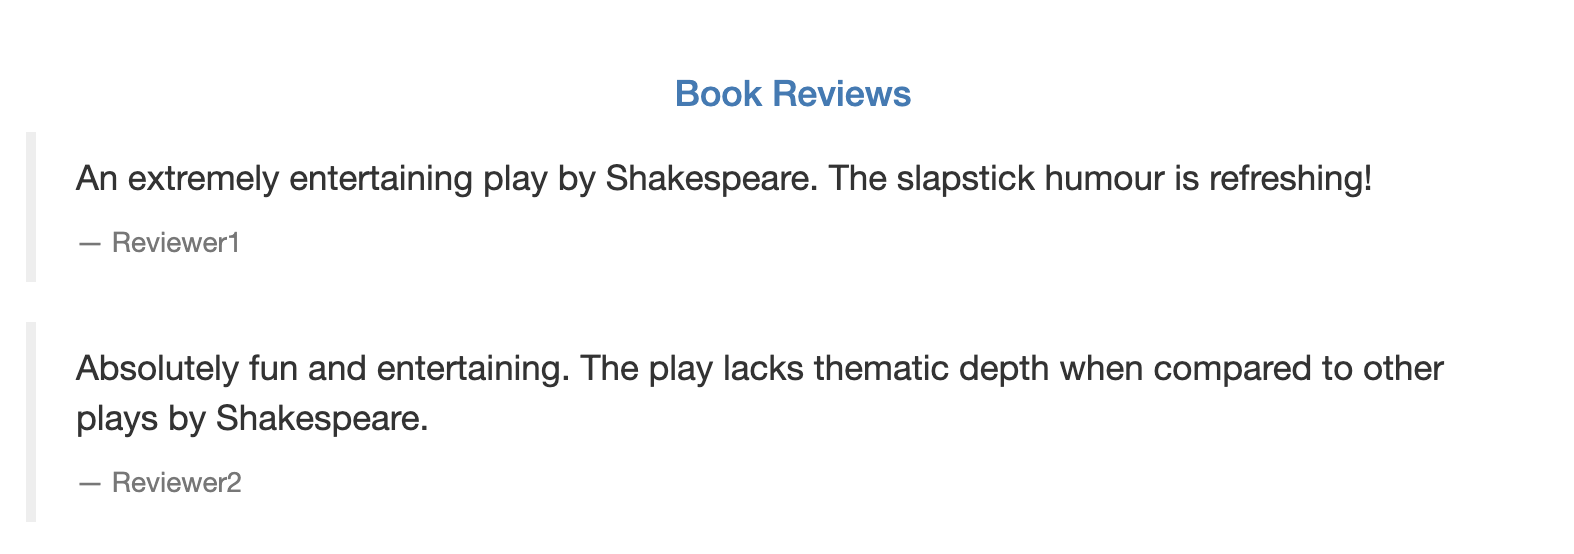 Book Reviews
An extremely entertaining play by Shakespeare. The slapstick humour is refreshing!
— Reviewer1
Absolutely fun and entertaining. The play lacks thematic depth when compared to other
plays by Shakespeare.
— Reviewer2